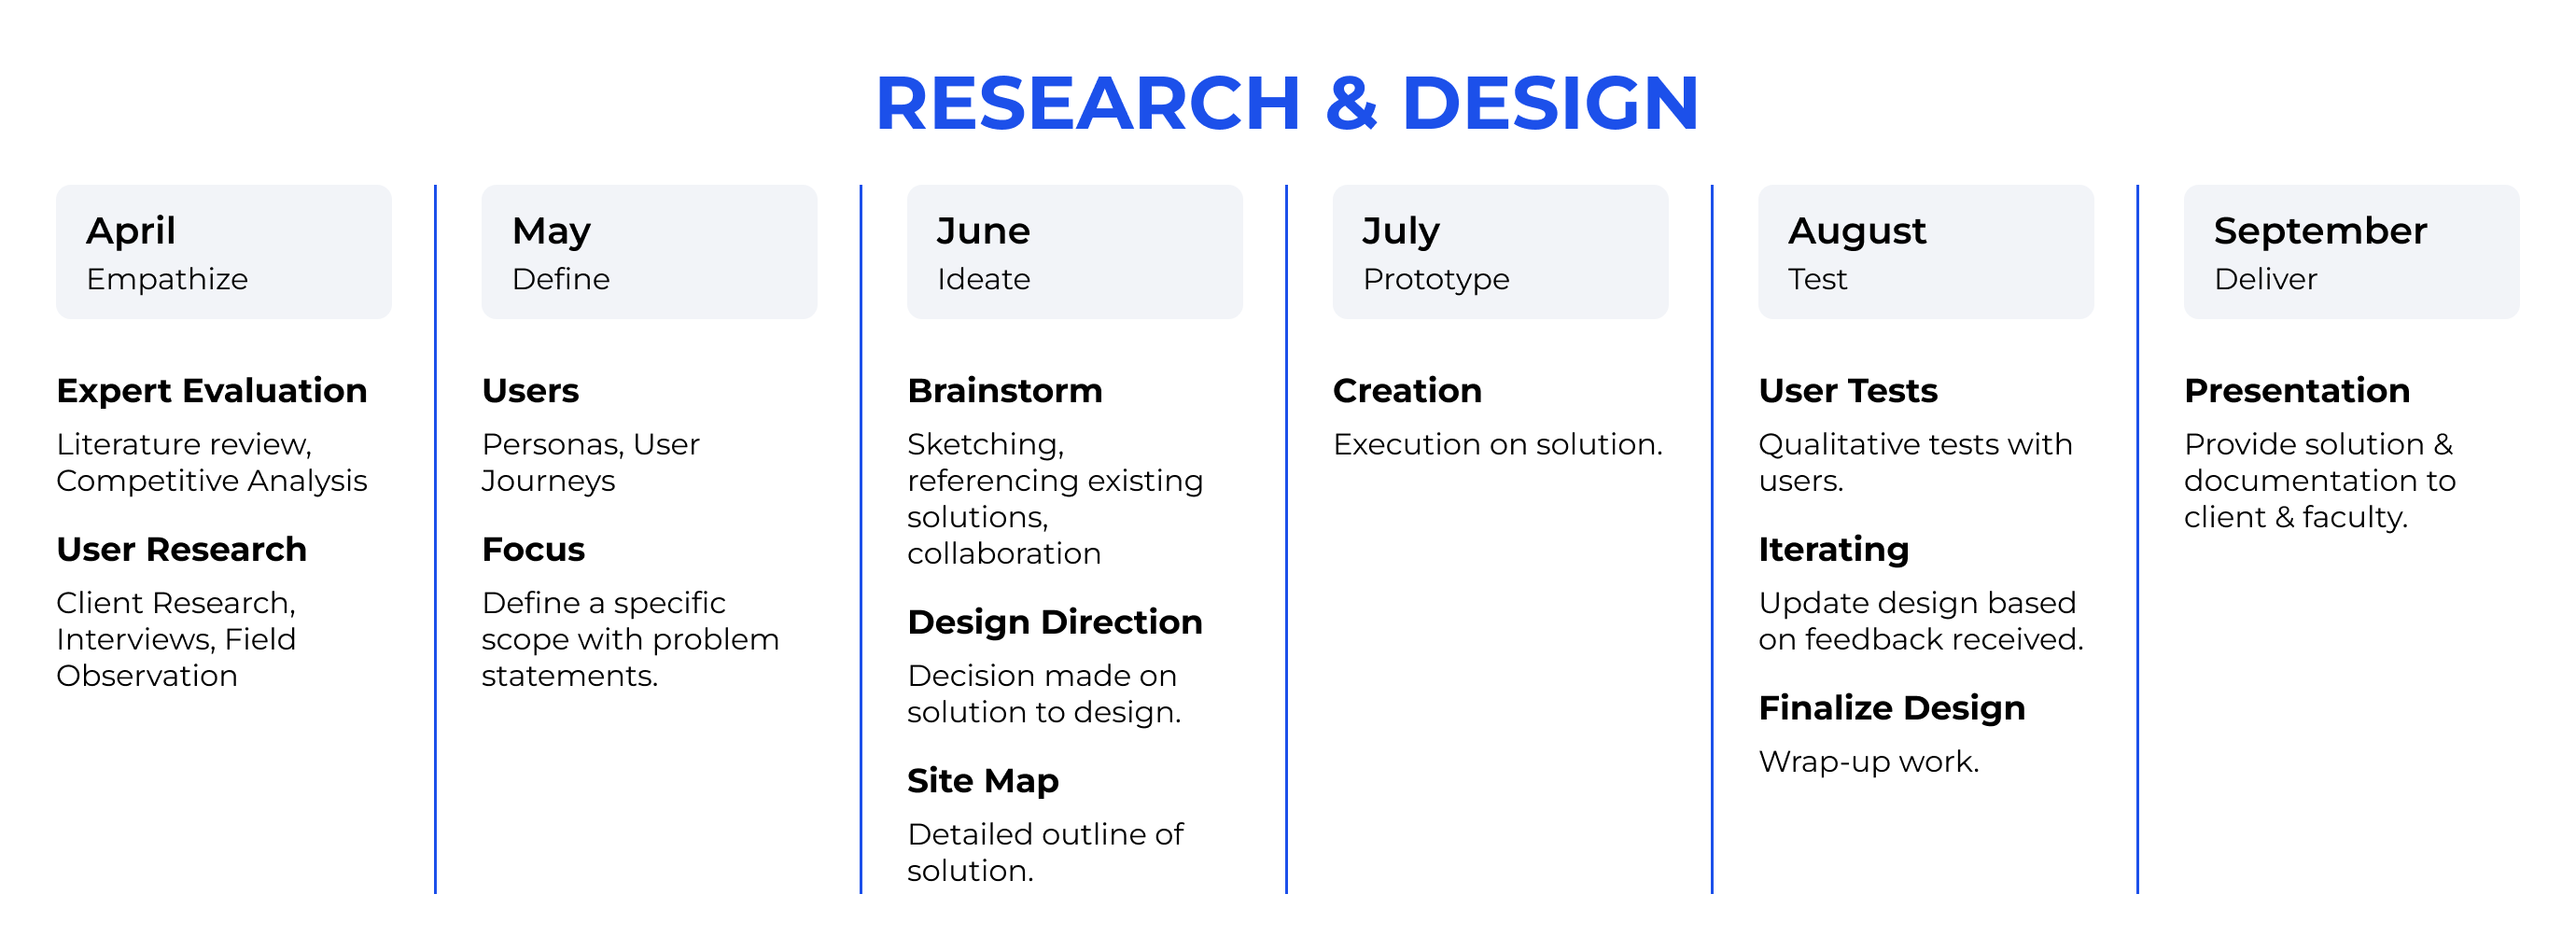 RESEARCH & DESIGN
April
Empathize
Expert Evaluation
Literature review,
Competitive Analysis
User Research
Client Research,
Interviews, Field
Observation
May
Define
Users
Personas, User
Journeys
Focus
Define a specific
scope with problem
statements.
June
Ideate
Brainstorm
Sketching,
referencing existing
solutions,
collaboration
Design Direction
Decision made on
solution to design.
Site Map
Detailed outline of
solution.
July
Prototype
Creation
Execution on solution.
August
Test
User Tests
Qualitative tests with
users.
Iterating
Update design based
on feedback received.
Finalize Design
Wrap-up work.
September
Deliver
Presentation
Provide solution &
documentation to
client & faculty.